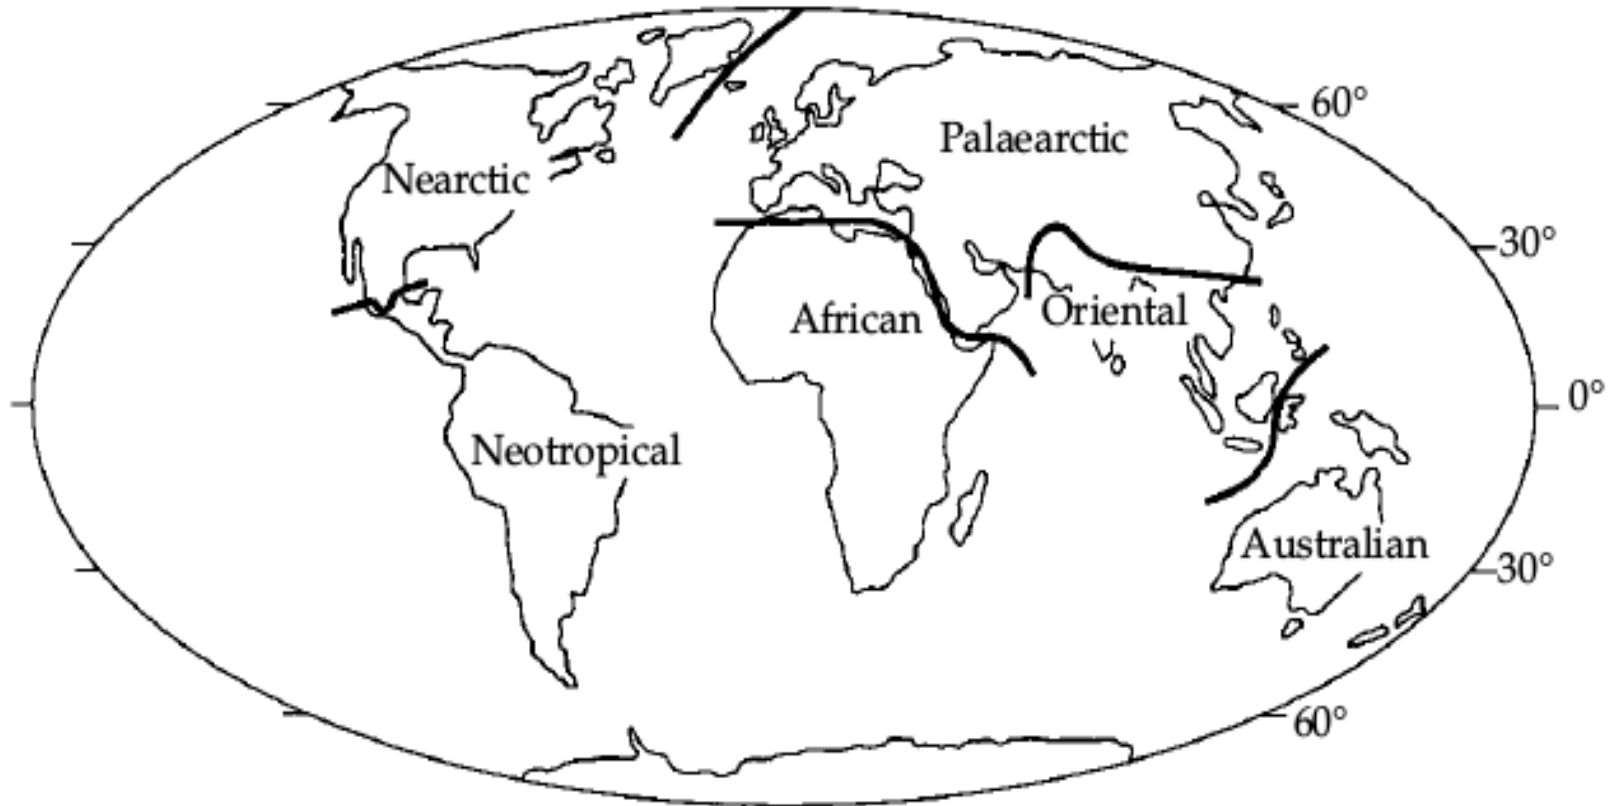 60°
Palaearctic
Nearctic
30°
Oriental
African
0°
Neotropical
Australian
30°
60°